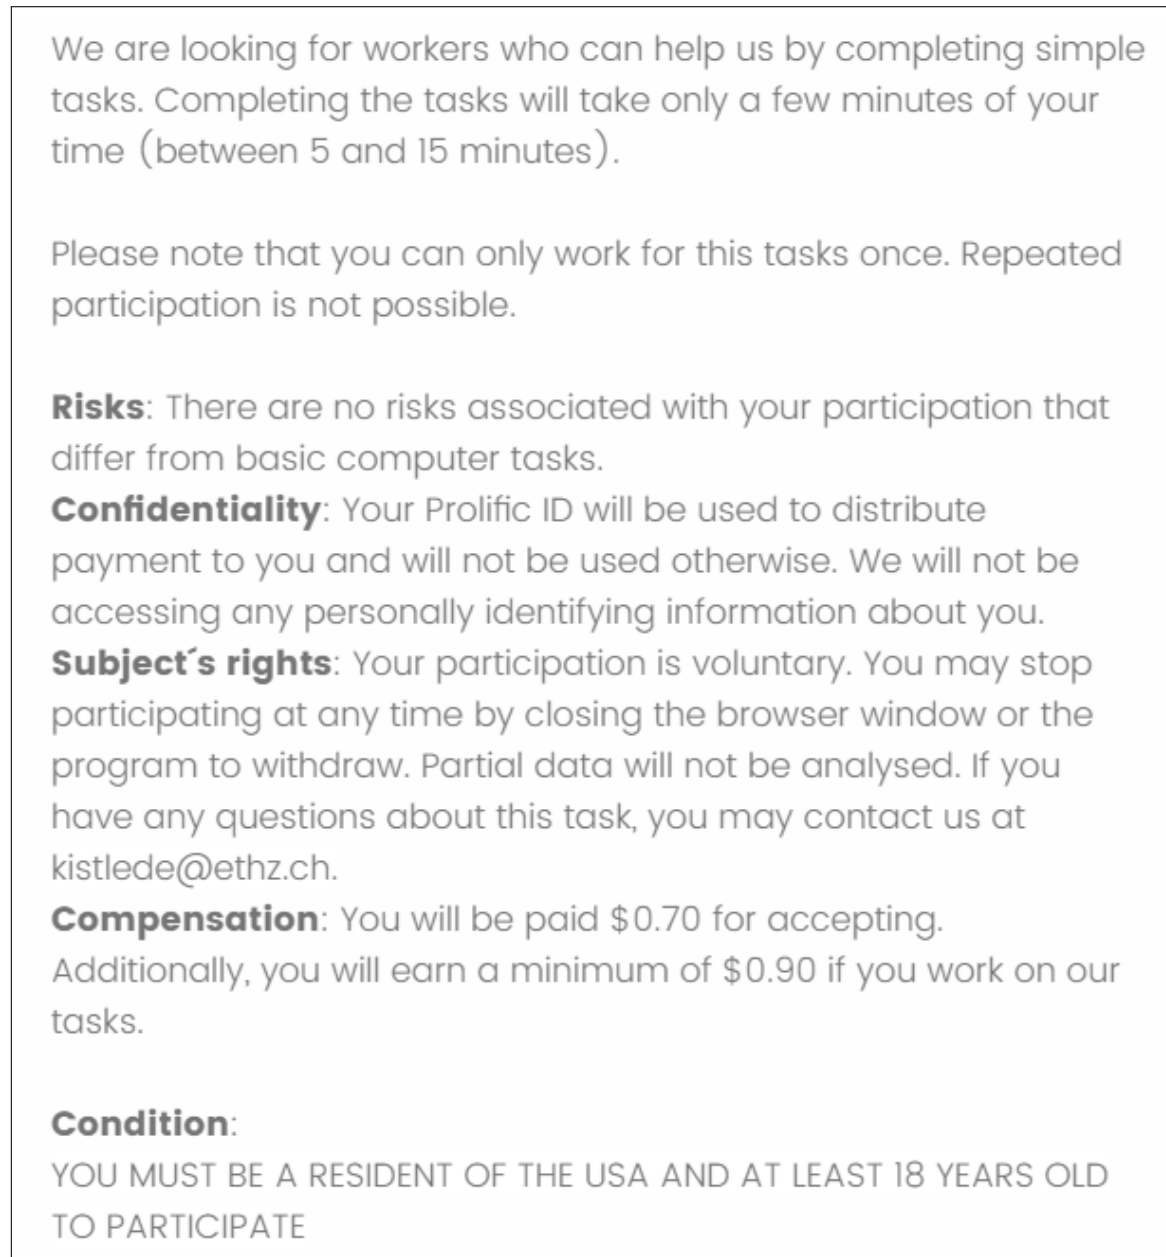 We are looking for workers who can help us by completing simple
tasks. Completing the tasks will take only a few minutes of your
time (between 5 and 15 minutes).
Please note that you can only work for this tasks once. Repeated
participation is not possible.
Risks: There are no risks associated with your participation that
differ from basic computer tasks.
Confidentiality: Your Prolific ID will be used to distribute
payment to you and will not be used otherwise. We will not be
accessing any personally identifying information about you.
Subject´s rights: Your participation is voluntary. You may stop
participating at any time by closing the browser window or the
program to withdraw. Partial data will not be analysed. If you
have any questions about this task, you may contact us at
kistlede@ethz.ch.
Compensation: You will be paid $0.70 for accepting.
Additionally, you will earn a minimum of $0.90 if you work on our
tasks.
Condition:
YOU MUST BE A RESIDENT OF THE USA AND AT LEAST 18 YEARS OLD
TO PARTICIPATE